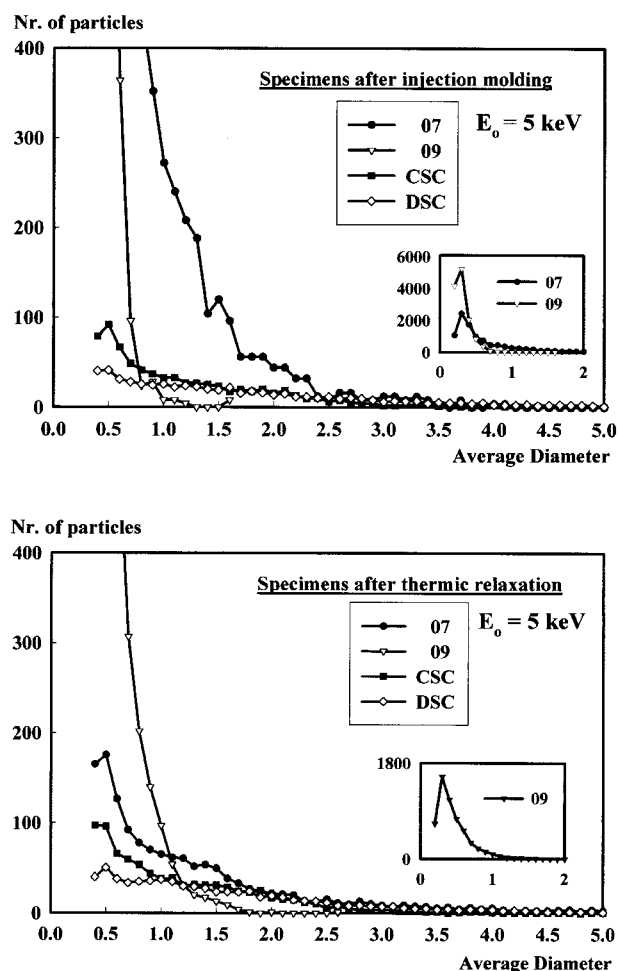 Nr. of particles
400
Specimens after injection molding
07
09
CSC
DSC
Eo = 5 keV
300
200
6000
4000
2000
0
07
09
0 1 2
100
0
0.0 0.5 1.0 1.5 2.0 2.5 3.0 3.5 4.0 4.5 5.0
Average Diameter
Nr. of particles
400
Specimens after thermic relaxation
07
09
CSC
DSC
Eo = 5 keV
300
200
1800
0
09
0 1 2
100
0
0.0 0.5 1.0 1.5 2.0 2.5 3.0 3.5 4.0 4.5 5.0
Average Diameter